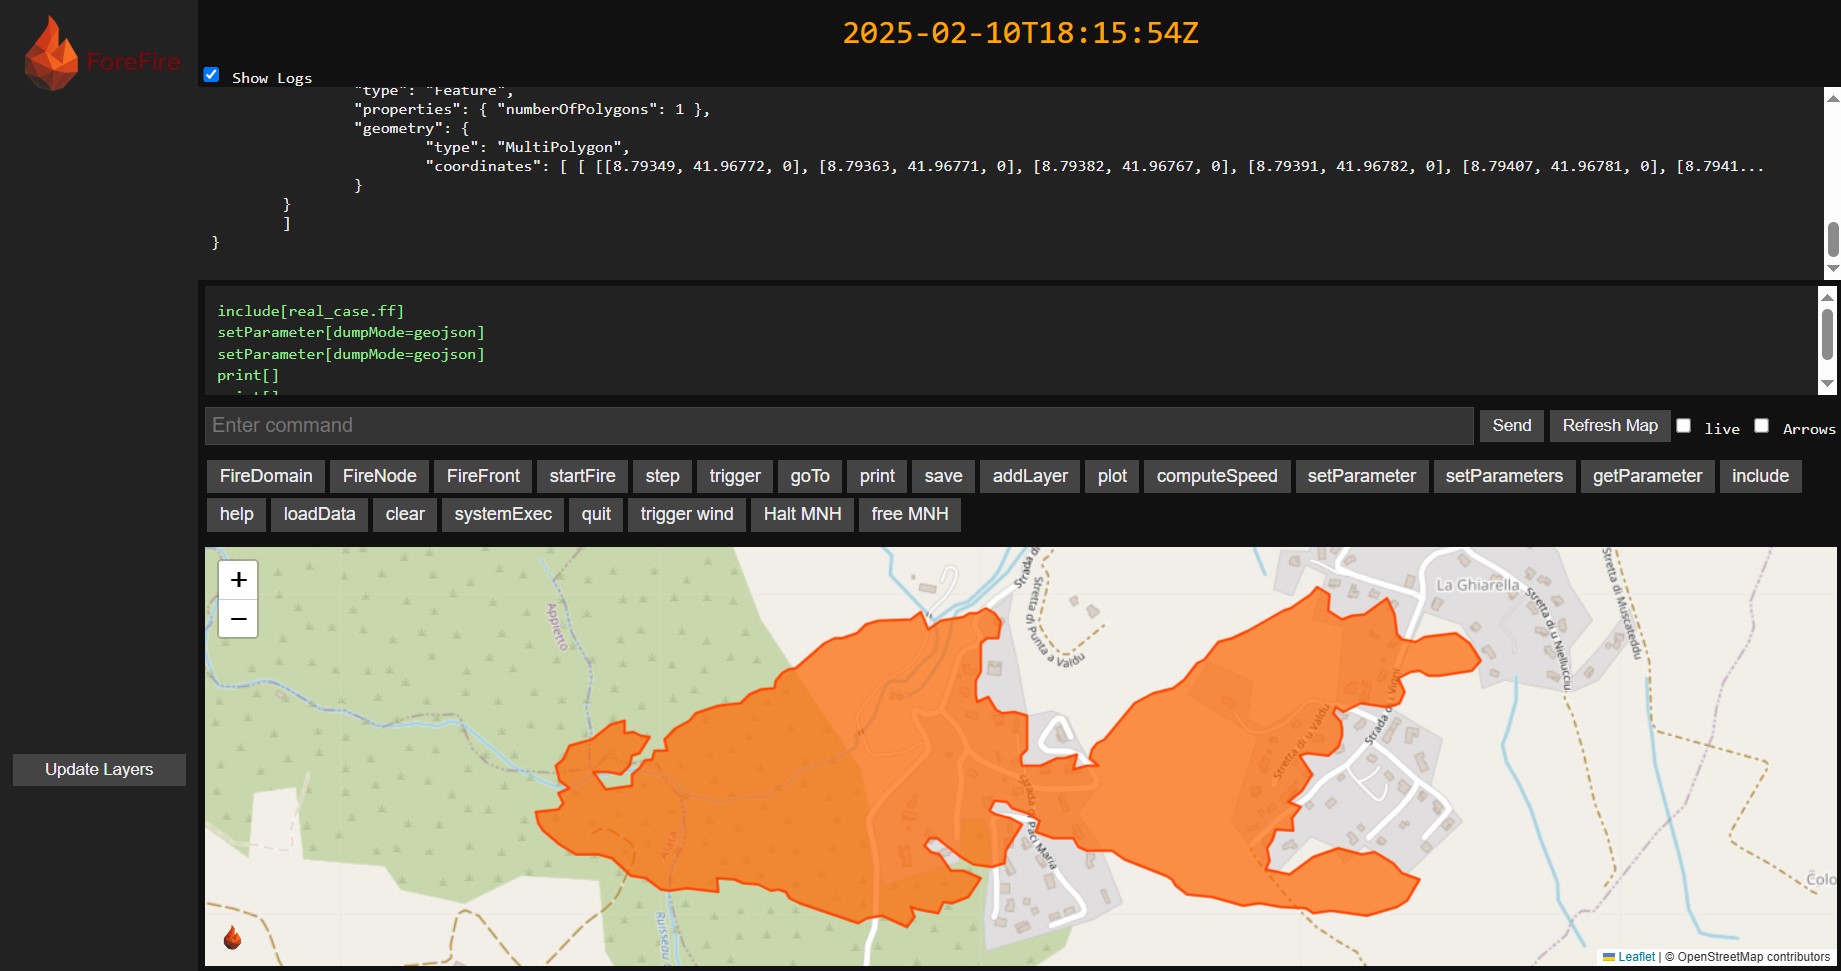 ForeFire
2025-02-10T18:15:54Z
Show Logs
"type": "Feature",
"properties": { "numberOfPolygons": 1 },
"geometry": {
"type": "MultiPolygon",
"coordinates": [ [ [[8.79349, 41.96772, 0], [8.79363, 41.96771, 0], [8.79382, 41.96767, 0], [8.79391, 41.96782, 0], [8.79407, 41.96781, 0], [8.7941...
}
}
]
}
include[real_case.ff]
setParameter[dumpMode=geojson]
setParameter[dumpMode=geojson]
print[]
print[]
Enter command
Send
Refresh Map
live
Arrows
FireDomain FireNode FireFront startFire step trigger goTo print save addLayer plot computeSpeed setParameter setParameters getParameter include
help loadData clear systemExec quit trigger wind Halt MNH free MNH
+
−
Update Layers
Appietto
Strada di
Stretta di Punta a Valdu
La Ghiarella
Stretta di u Niellucciu
Stretta di Muscateddu
Strada di i Vigni
Stretta di u Valdu
Strada di Paci Maria
Alata
Ruisseau d
Colo
Leaflet | © OpenStreetMap contributors